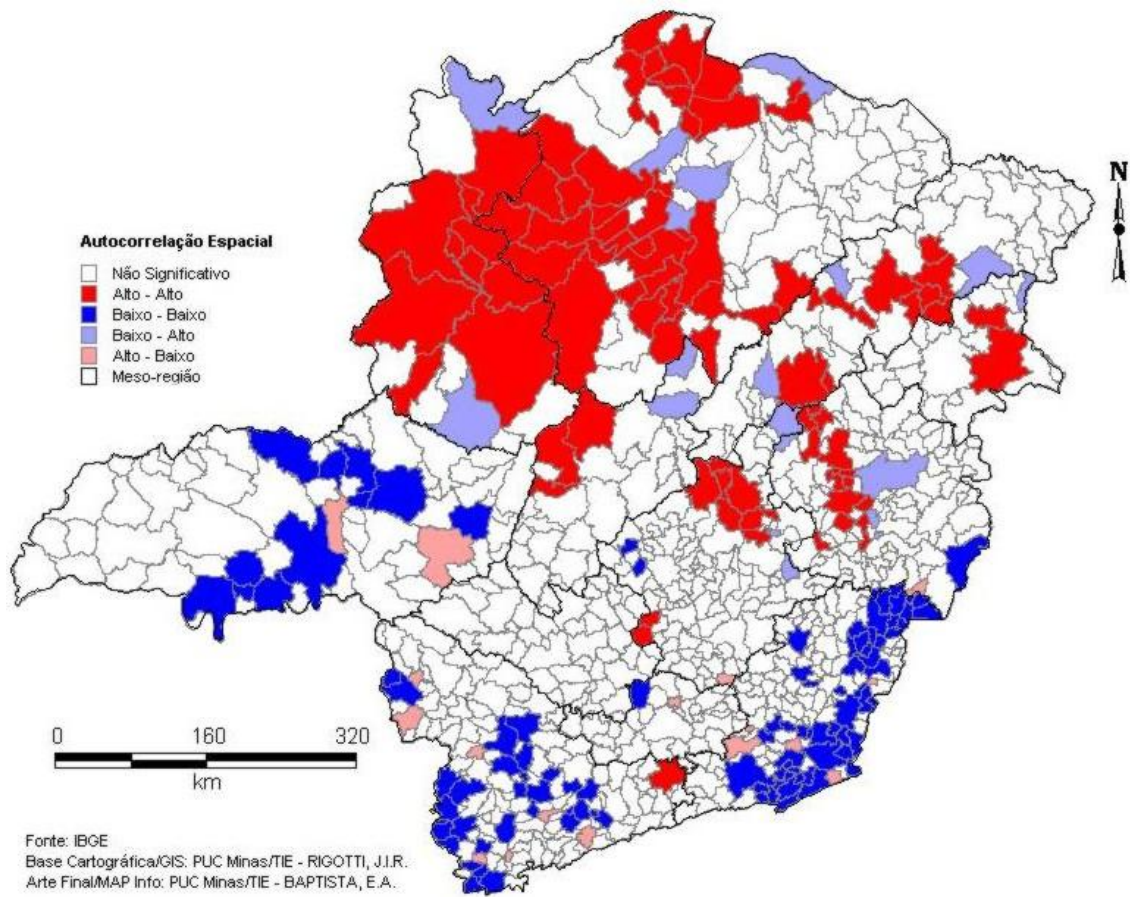 N
Autocorrelação Espacial
Não Significativo
Alto - Alto
Baixo - Baixo
Baixo - Alto
Alto - Baixo
Meso-região
0 160 320
km
Fonte: IBGE
Base Cartográfica/GIS: PUC Minas/TIE - RIGOTTI, J.I.R.
Arte Final/MAP Info: PUC Minas/TIE - BAPTISTA, E.A.